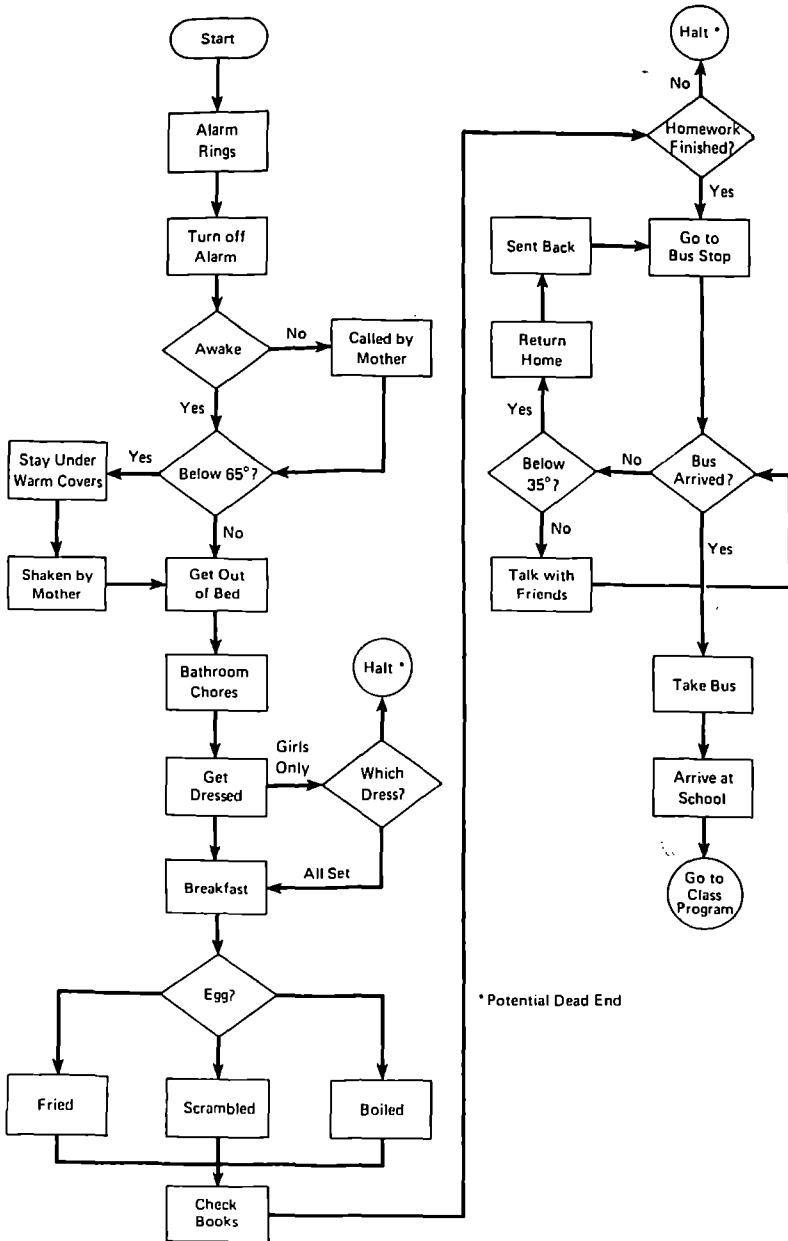 Start
Alarm
Rings
Turn off
Alarm
Awake
No
Called by
Mother
Yes
Below 65°?
Yes
Stay Under
Warm Covers
No
Shaken by
Mother
Get Out
of Bed
Bathroom
Chores
Get
Dressed
Girls
Only
Which
Dress?
Halt *
All Set
Breakfast
Egg?
Fried
Scrambled
Boiled
Check
Books
Halt *
No
Homework
Finished?
Yes
Go to
Bus Stop
Sent Back
Return
Home
Yes
Below
35°?
No
Bus
Arrived?
No
Talk with
Friends
Yes
Take Bus
Arrive at
School
Go to
Class
Program
* Potential Dead End